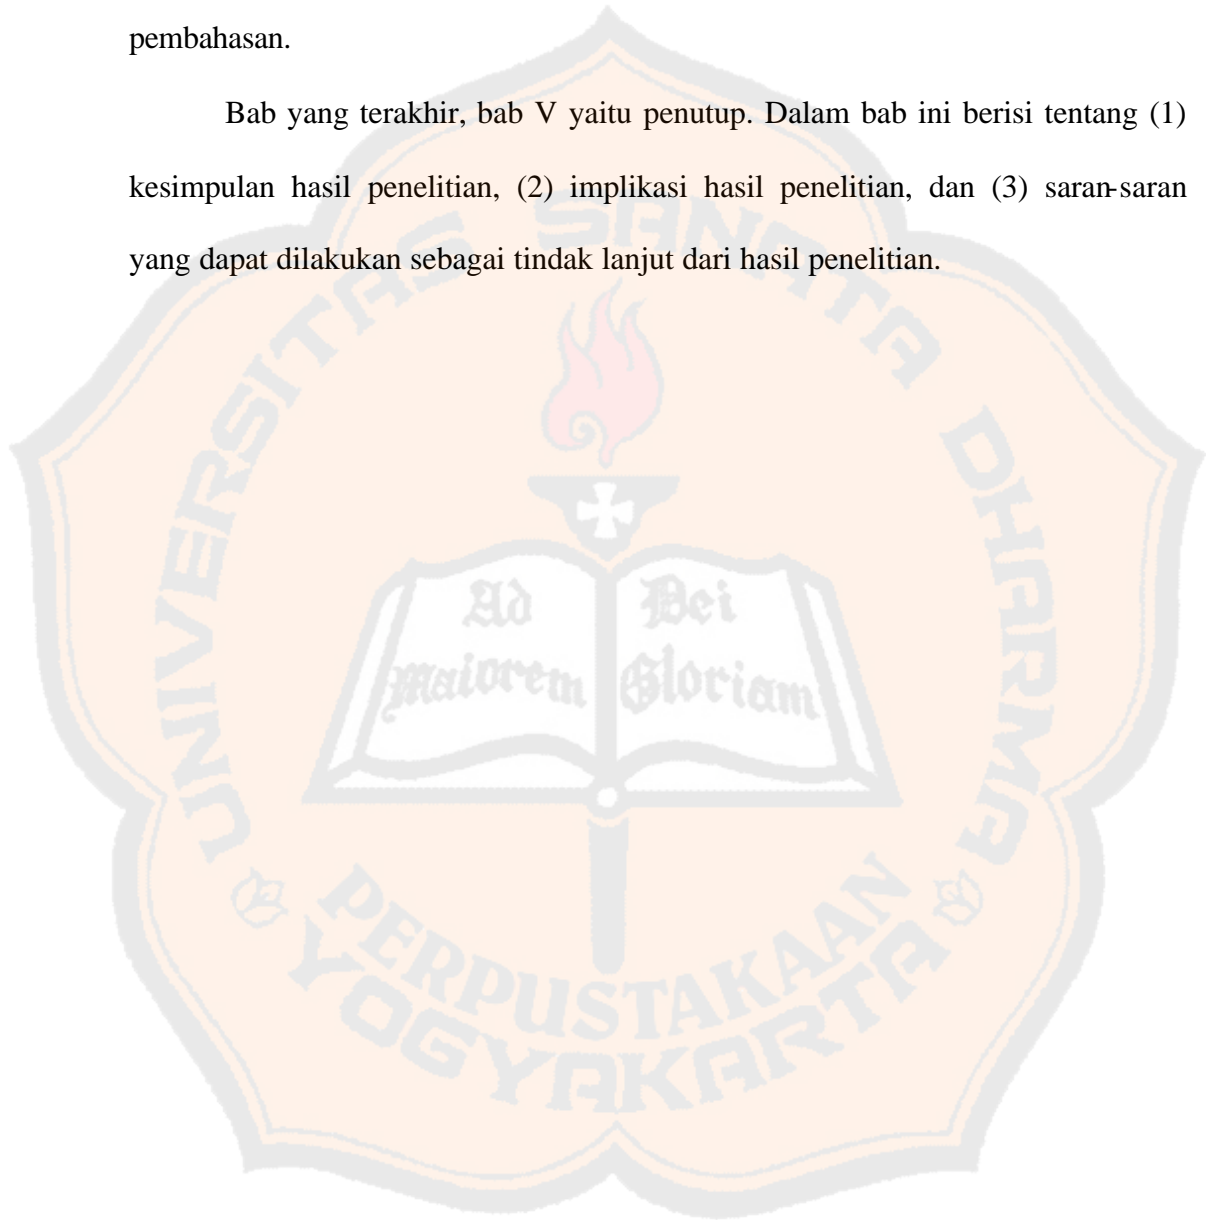 pembahasan.
Bab yang terakhir, bab V yaitu penutup. Dalam bab ini berisi tentang (1)
kesimpulan hasil penelitian, (2) implikasi hasil penelitian, dan (3) saran-saran
yang dapat dilakukan sebagai tindak lanjut dari hasil penelitian.
UNIVERSITAS SANATA DHARMA
Ad
maiorem
Dei
Gloriam
PERPUSTAKAAN
YOGYAKARTA